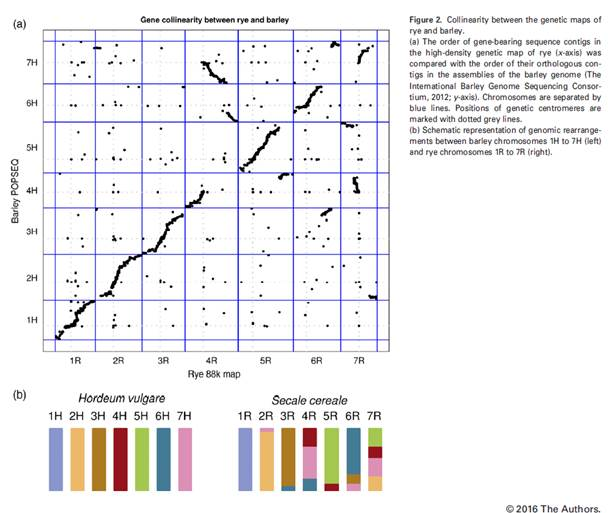 (a)
Gene collinearity between rye and barley
7H
6H
5H
4H
3H
2H
1H
Barley POPSEQ
1R 2R 3R 4R 5R 6R 7R
Rye 88k map
Figure 2. Collinearity between the genetic maps of
rye and barley.
(a) The order of gene-bearing sequence contigs in
the high-density genetic map of rye (x-axis) was
compared with the order of their orthologous con-
tigs in the assemblies of the barley genome (The
International Barley Genome Sequencing Consor-
tium, 2012; y-axis). Chromosomes are separated by
blue lines. Positions of genetic centromeres are
marked with dotted grey lines.
(b) Schematic representation of genomic rearrange-
ments between barley chromosomes 1H to 7H (left)
and rye chromosomes 1R to 7R (right).
(b)
Hordeum vulgare
1H 2H 3H 4H 5H 6H 7H
Secale cereale
1R 2R 3R 4R 5R 6R 7R
© 2016 The Authors.